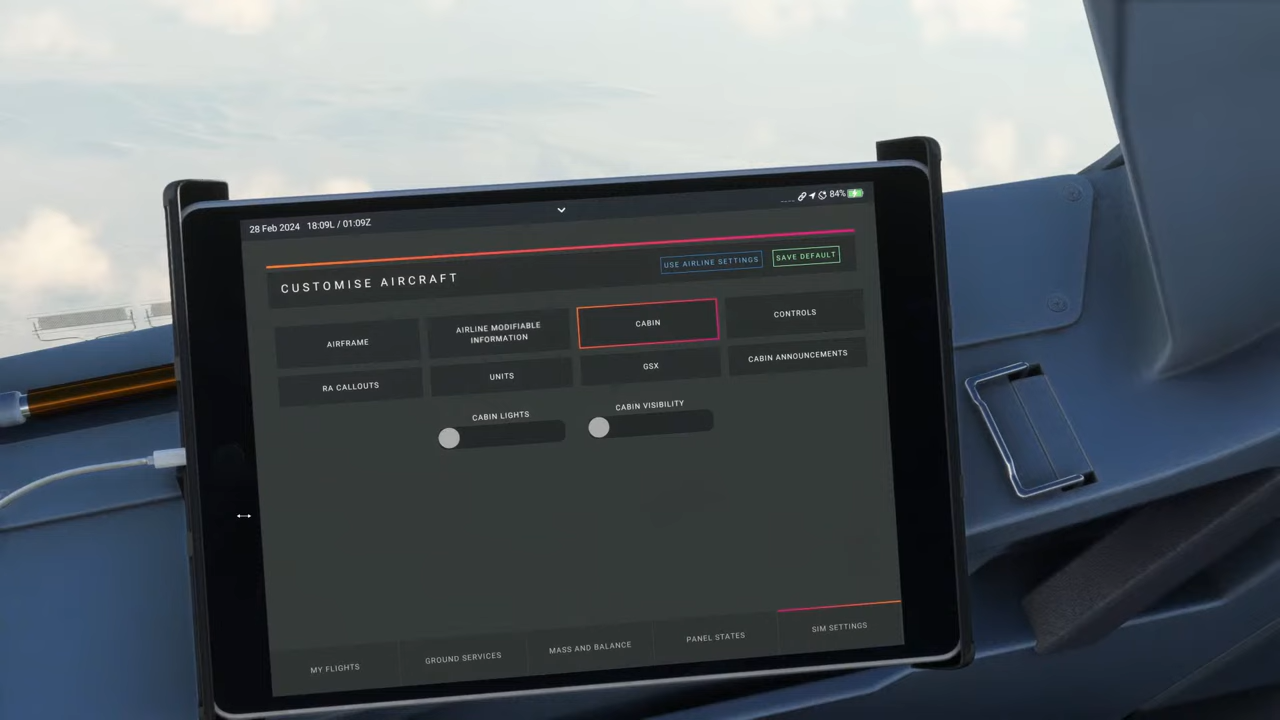 28 Feb 2024 18:09L / 01:09Z
84%
CUSTOMISE AIRCRAFT
USE AIRLINE SETTINGS
SAVE DEFAULT
AIRFRAME
AIRLINE MODIFIABLE
INFORMATION
CABIN
CONTROLS
RA CALLOUTS
UNITS
GSX
CABIN ANNOUNCEMENTS
CABIN LIGHTS
CABIN VISIBILITY
MY FLIGHTS
GROUND SERVICES
MASS AND BALANCE
PANEL STATES
SIM SETTINGS